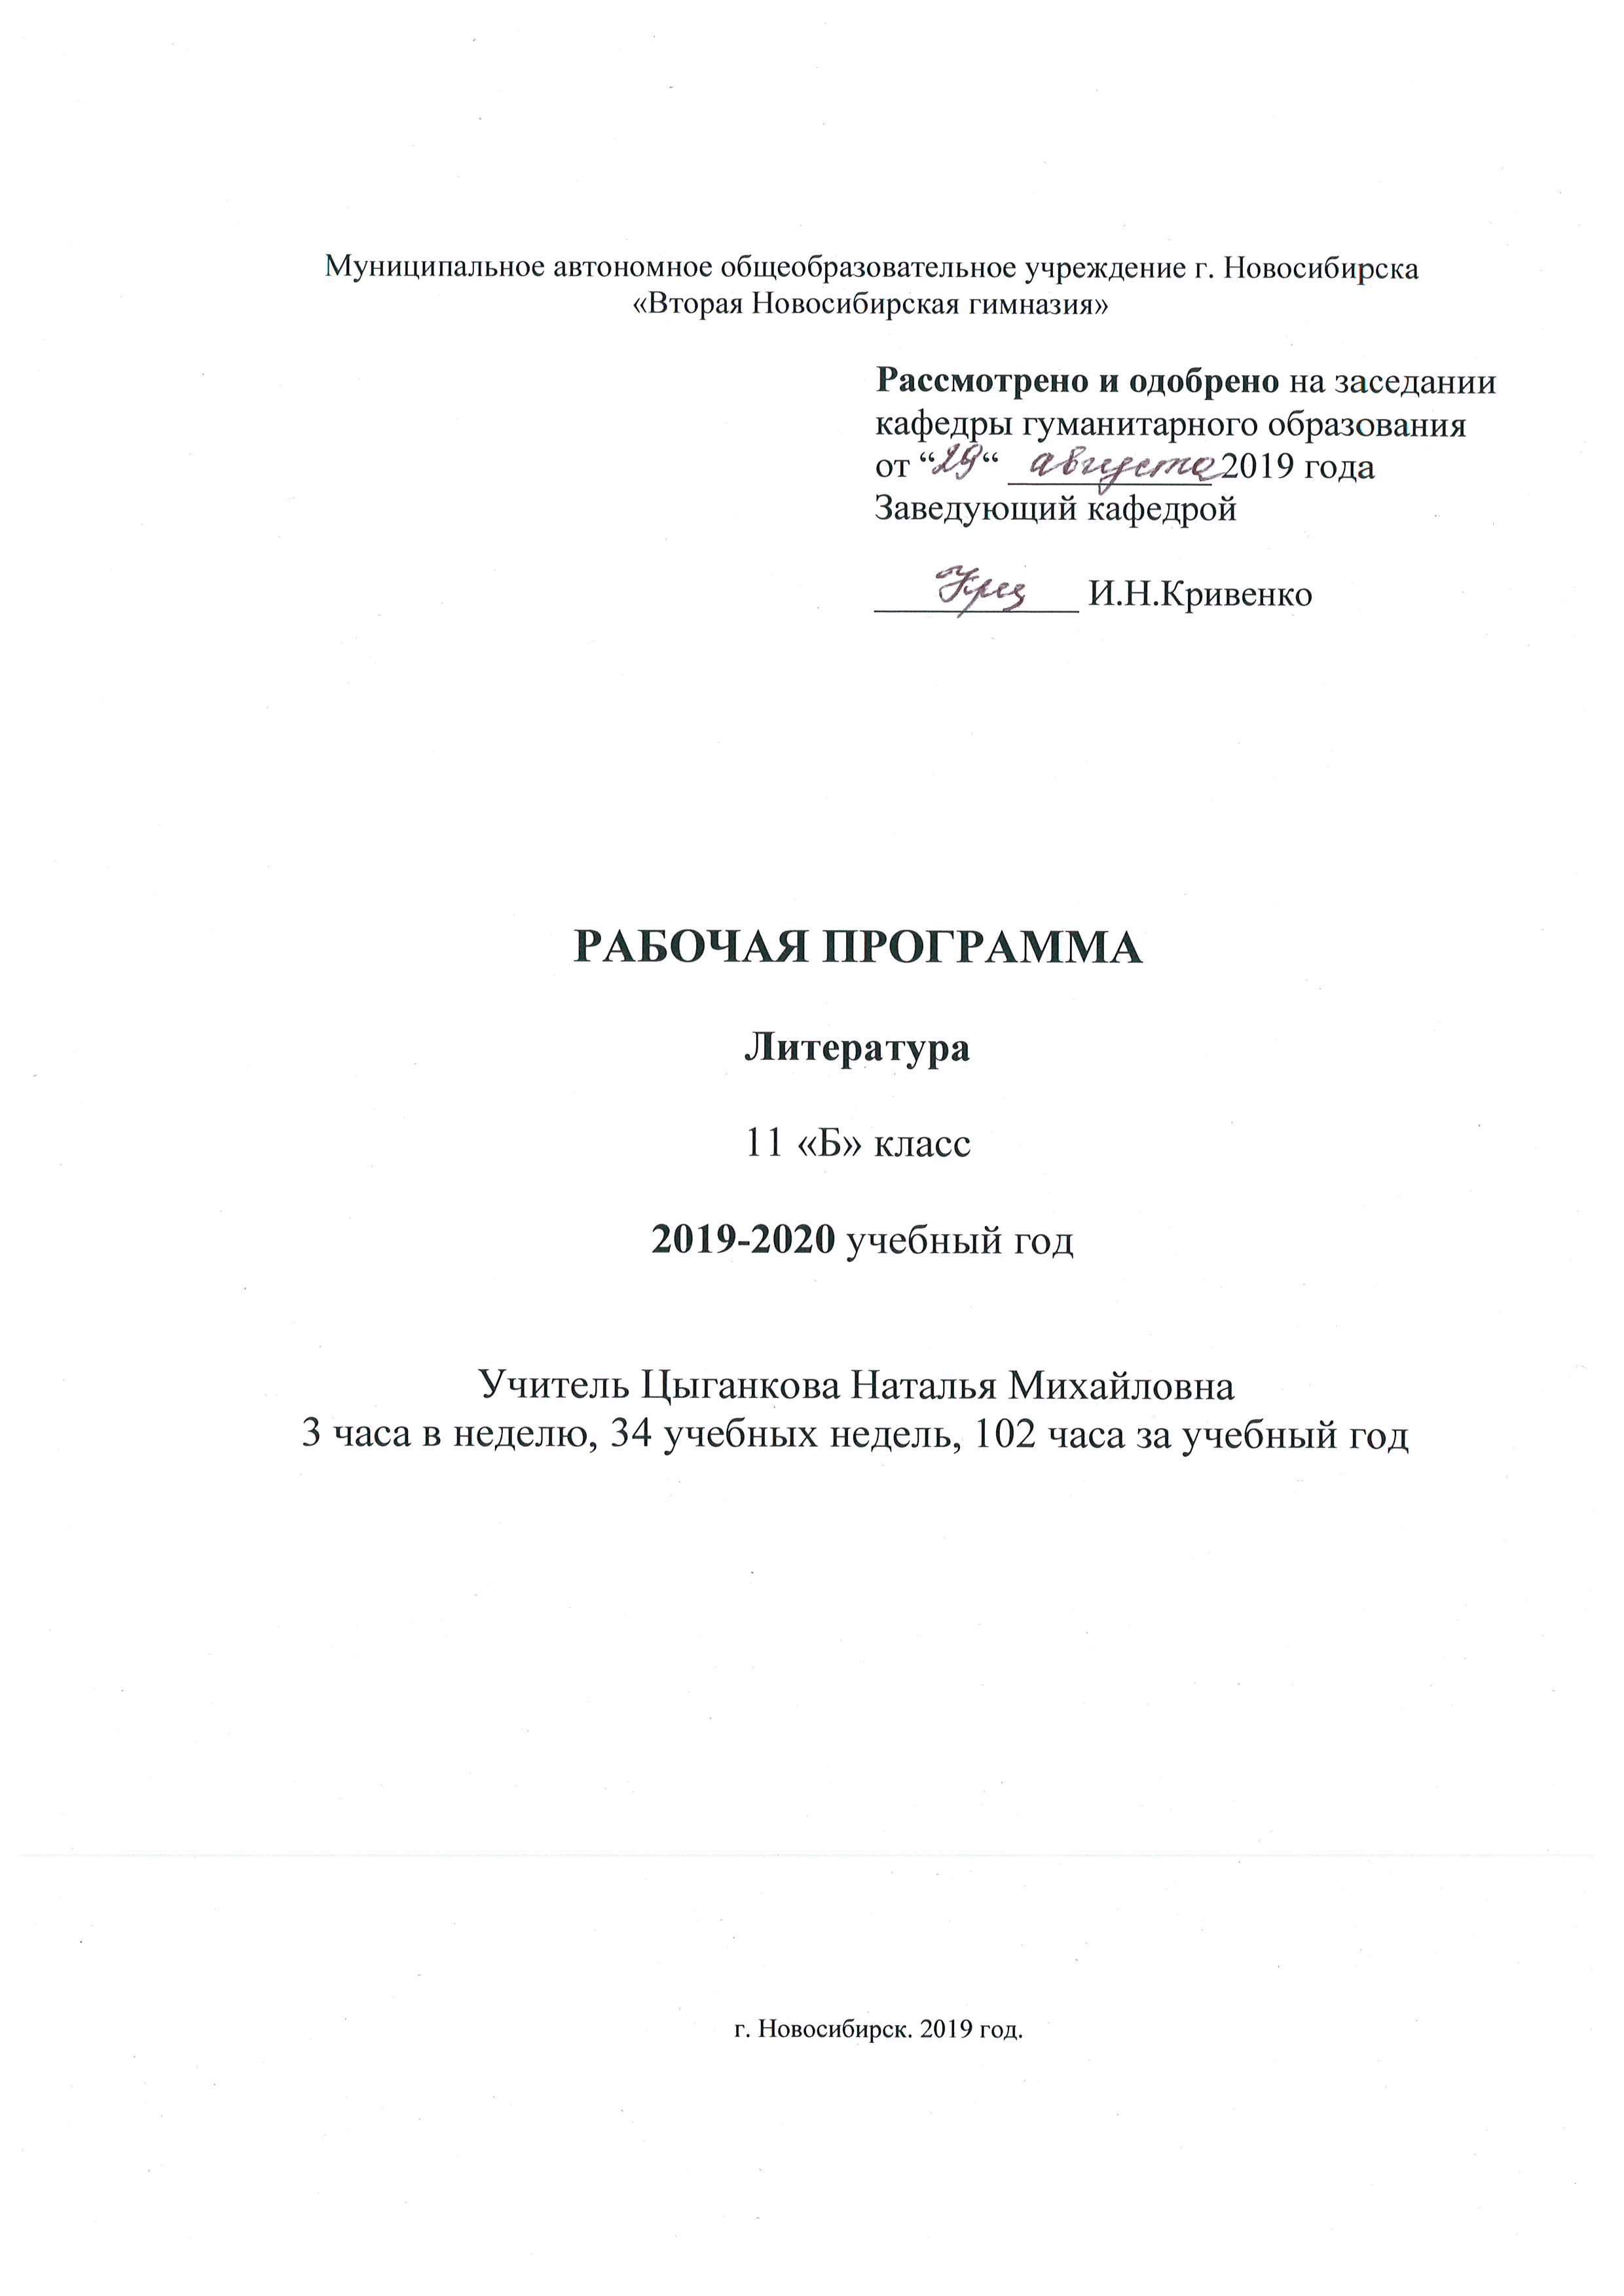 Муниципальное автономное общеобразовательное учреждение г. Новосибирска
«Вторая Новосибирская гимназия»
Рассмотрено и одобрено на заседании
кафедры гуманитарного образования
от “29“ августа 2019 года
Заведующий кафедрой
И.Н.Кривенко
РАБОЧАЯ ПРОГРАММА
Литература
11 «Б» класс
2019-2020 учебный год
Учитель Цыганкова Наталья Михайловна
3 часа в неделю, 34 учебных недель, 102 часа за учебный год
г. Новосибирск. 2019 год.